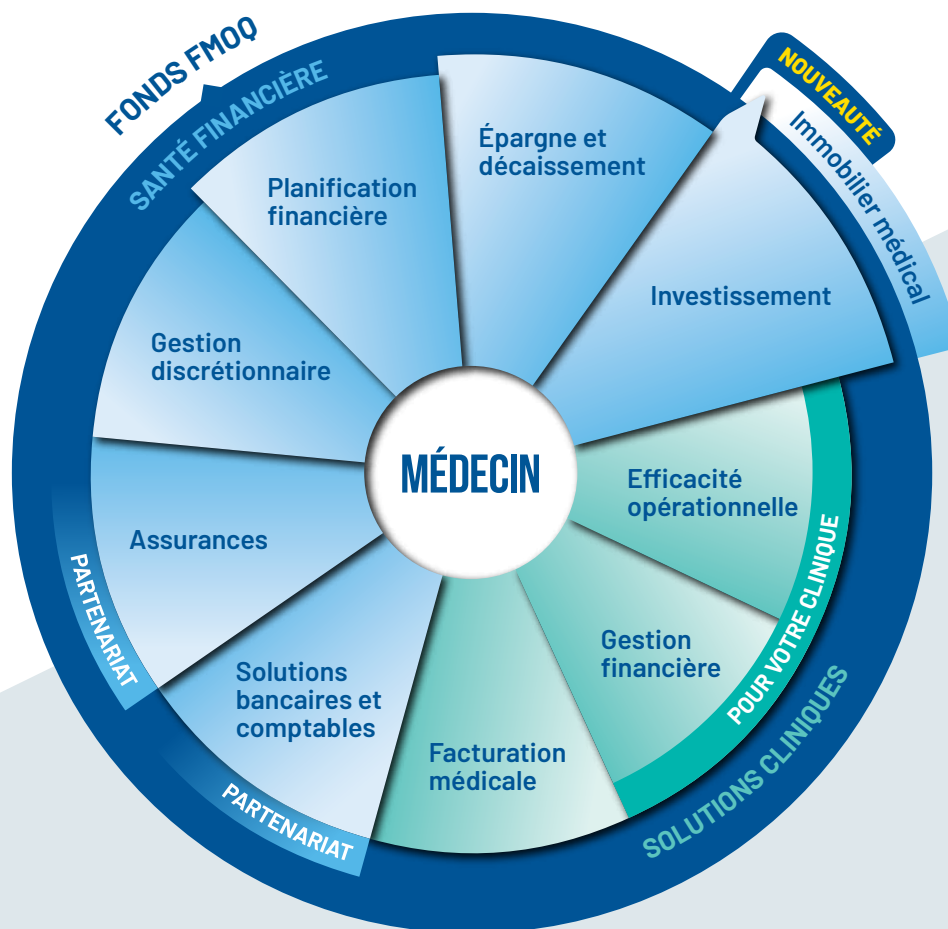 FONDS FMOQ
SANTÉ FINANCIÈRE
NOUVEAUTÉ
Immobilier médical
Épargne et
décaissement
Planification
financière
Investissement
Gestion
discrétionnaire
MÉDECIN
Efficacité
opérationnelle
Assurances
PARTENARIAT
Gestion
financière
POUR VOTRE CLINIQUE
Solutions
bancaires et
comptables
PARTENARIAT
Facturation
médicale
SOLUTIONS CLINIQUES